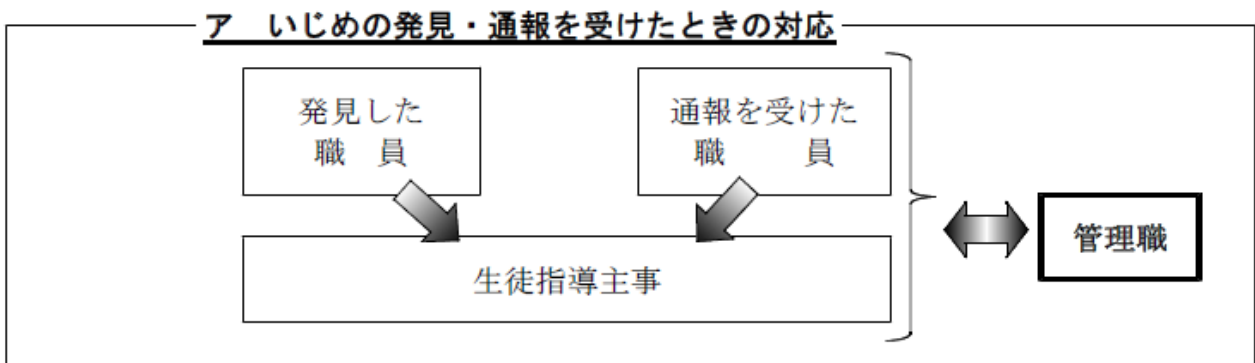 ア　いじめの発見・通報を受けたときの対応
発見した
職　員
通報を受けた
職　　員
管理職
生徒指導主事